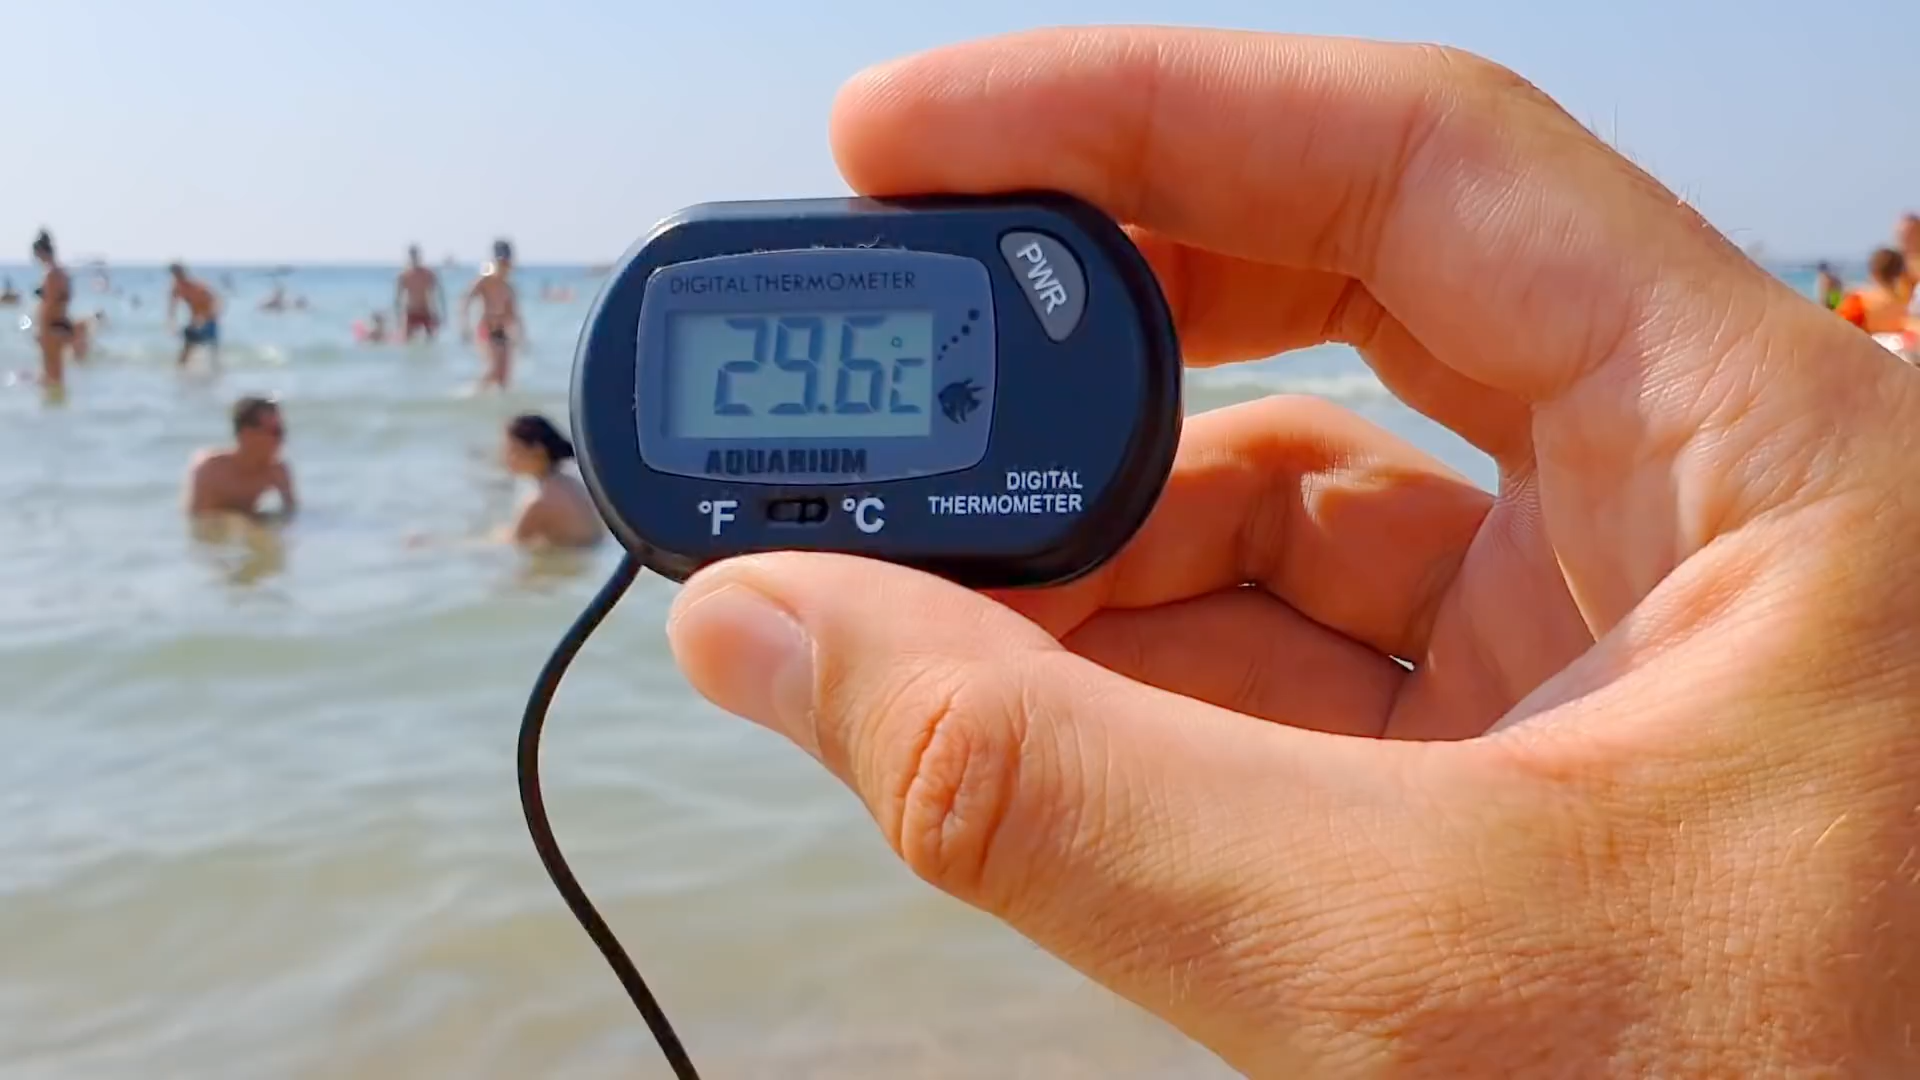 PWR
DIGITAL THERMOMETER
29.6°C
AQUARIUM
°F °C
DIGITAL
THERMOMETER